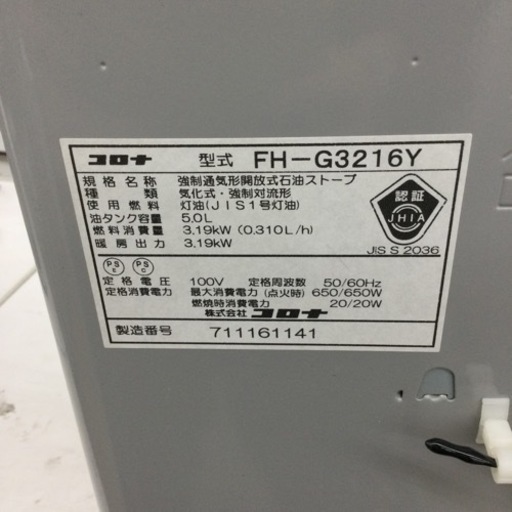 コロナ 型式 FH-G3216Y
規格名称 強制通気形開放式石油ストーブ
種類 気化式・強制対流形
使用燃料 灯油(JIS1号灯油)
油タンク容量 5.0L
燃料消費量 3.19kW (0.310L/h)
暖房出力 3.19kW
認証
JHIA
JIS S 2036
PSE PSC
定格電圧 100V 定格周波数 50/60Hz
定格消費電力 最大消費電力 (点火時) 650/650W
燃焼時消費電力 20/20W
株式会社 コロナ
製造番号 711161141